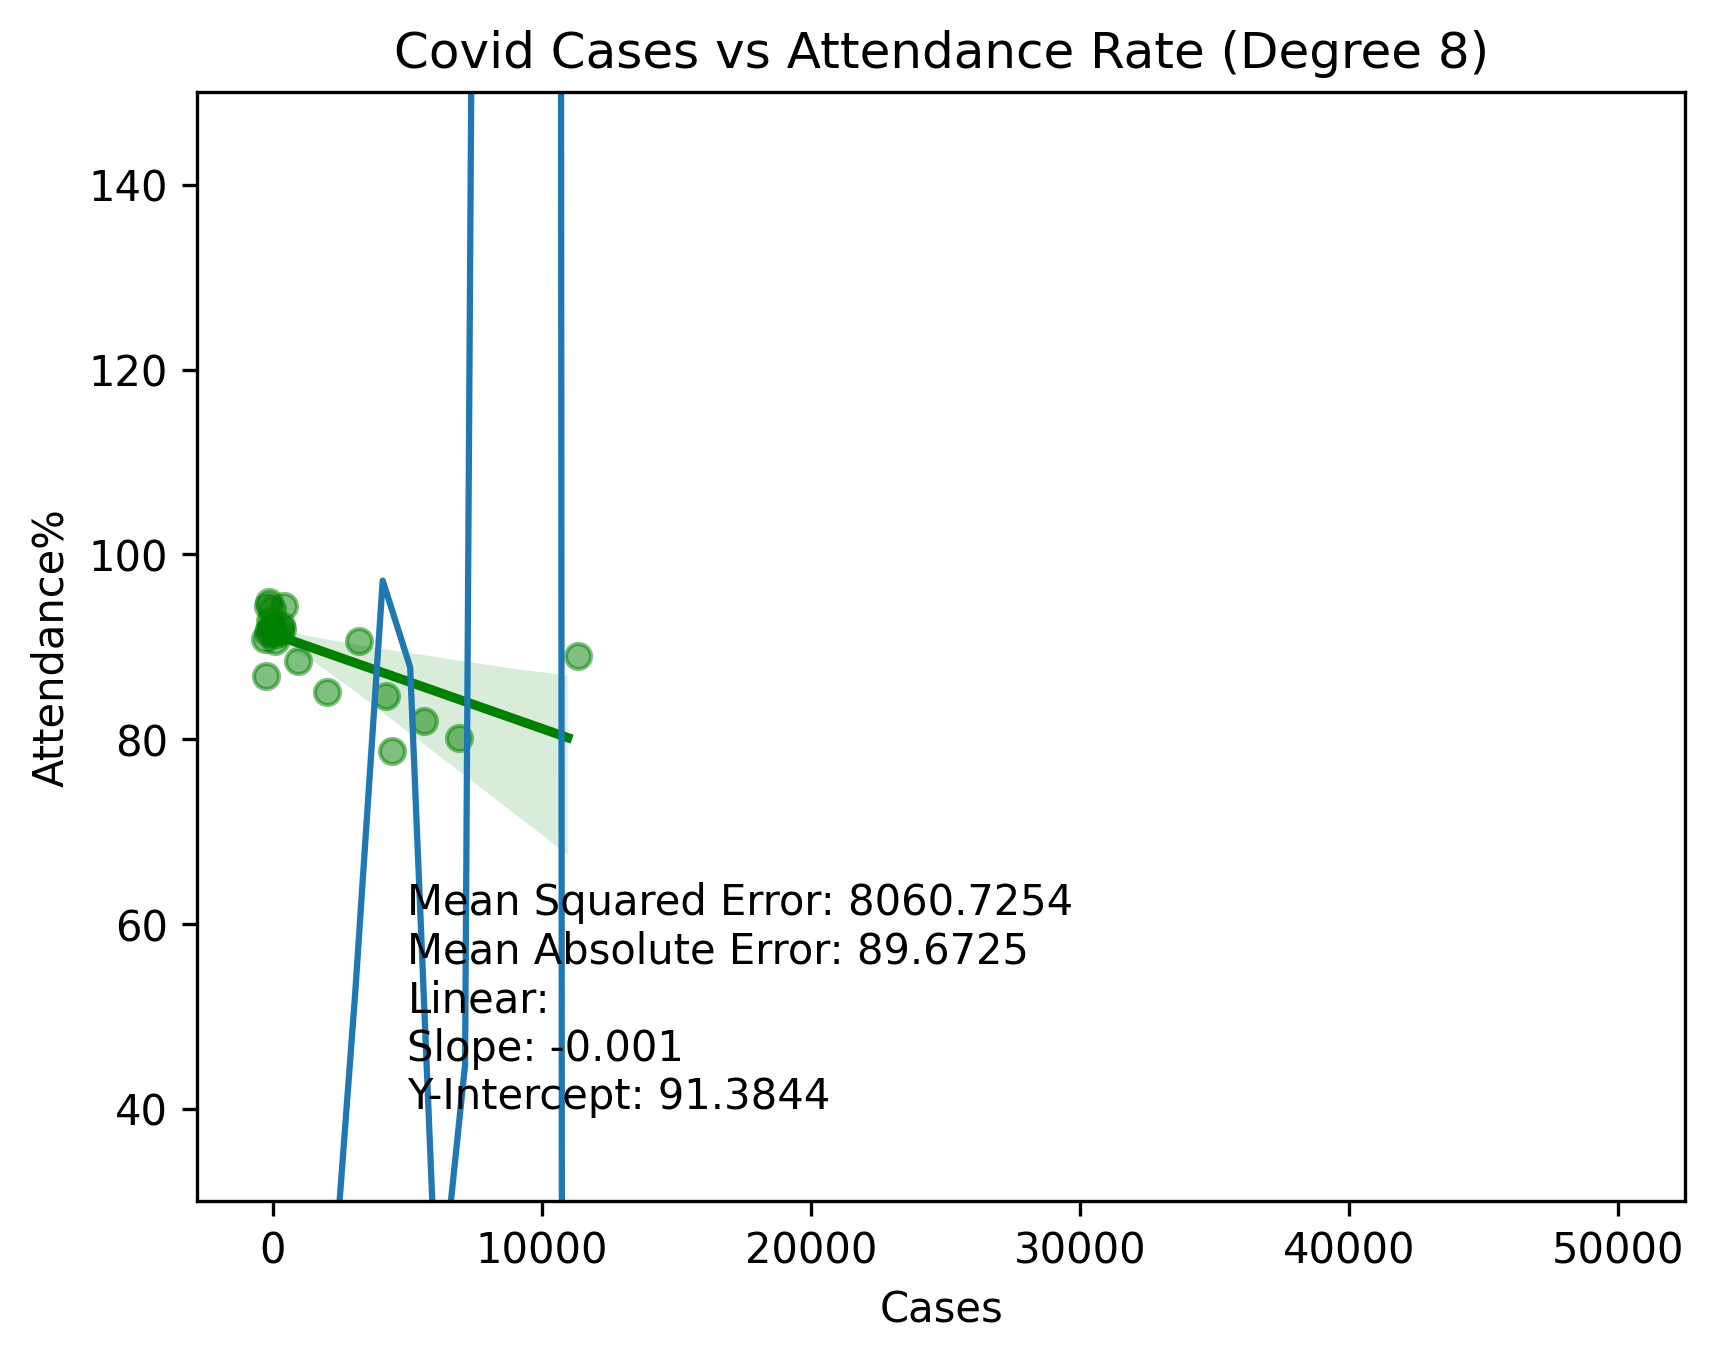 Covid Cases vs Attendance Rate (Degree 8)
140
120
100
80
60
40
Attendance%
Mean Squared Error: 8060.7254
Mean Absolute Error: 89.6725
Linear:
Slope: -0.001
Y-Intercept: 91.3844
0 10000 20000 30000 40000 50000
Cases